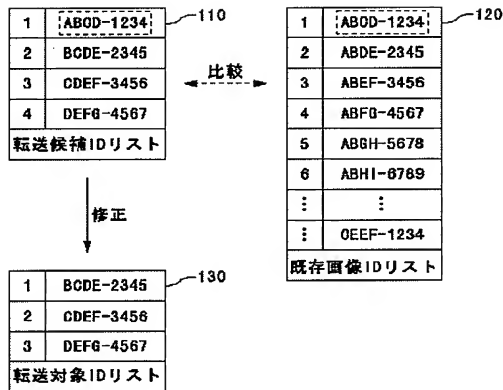 110
1 ABCD-1234
2 BCDE-2345
3 CDEF-3456
4 DEFG-4567
転送候補IDリスト
比較
120
1 ABCD-1234
2 ABDE-2345
3 ABEF-3456
4 ABFG-4567
5 ABGH-5678
6 ABHI-6789
⋮ ⋮
⋮ OEEF-1234
既存画像IDリスト
修正
130
1 BCDE-2345
2 CDEF-3456
3 DEFG-4567
転送対象IDリスト